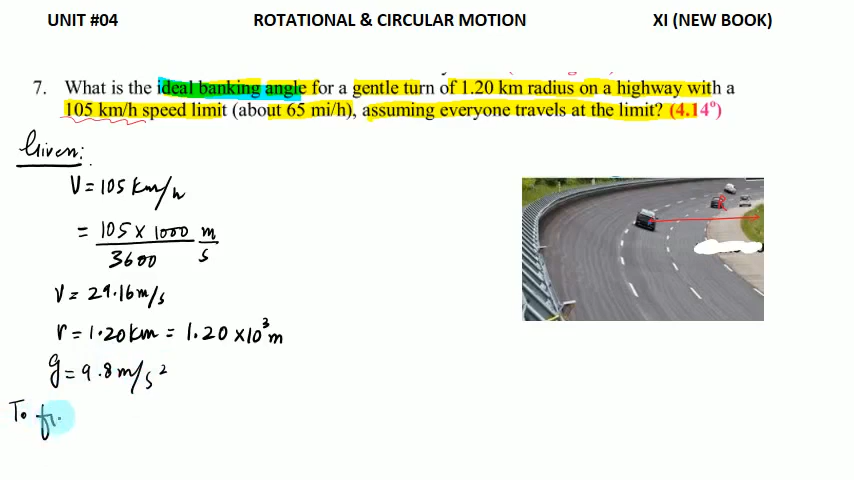 UNIT #04 ROTATIONAL & CIRCULAR MOTION XI (NEW BOOK)
7. What is the ideal banking angle for a gentle turn of 1.20 km radius on a highway with a
105 km/h speed limit (about 65 mi/h), assuming everyone travels at the limit? (4.14°)
Given:
V = 105 km/h
= 105 × 1000 m
3600 s
V = 29.16 m/s
r = 1.20 km = 1.20 × 10³ m
g = 9.8 m/s²
To